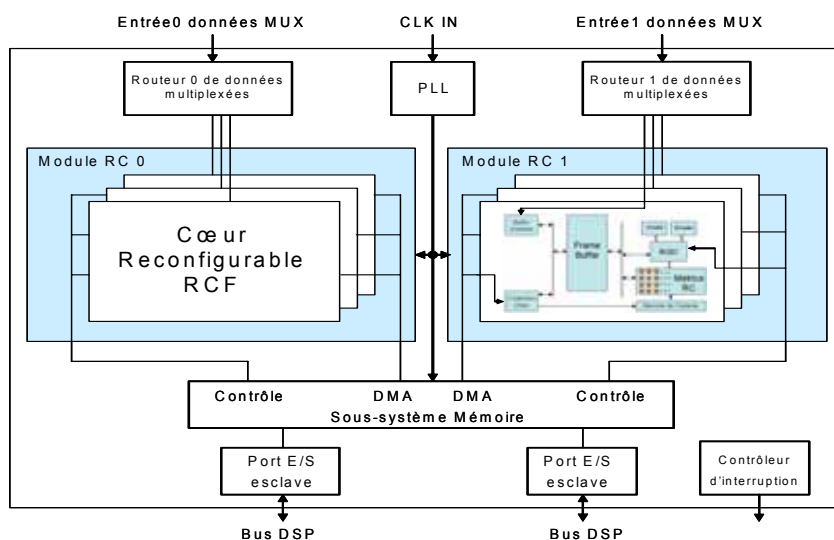 Entrée0 données MUX
CLK IN
Entrée1 données MUX
Routeur 0 de données
multiplexées
PLL
Routeur 1 de données
multiplexées
Module RC 0
Module RC 1
Cœur
Reconfigurable
RCF
Frame
Buffer
RISC
Matrice
RC
Contrôle
DMA
DMA
Contrôle
Sous-système Mémoire
Port E/S
esclave
Port E/S
esclave
Contrôleur
d'interruption
Bus DSP
Bus DSP